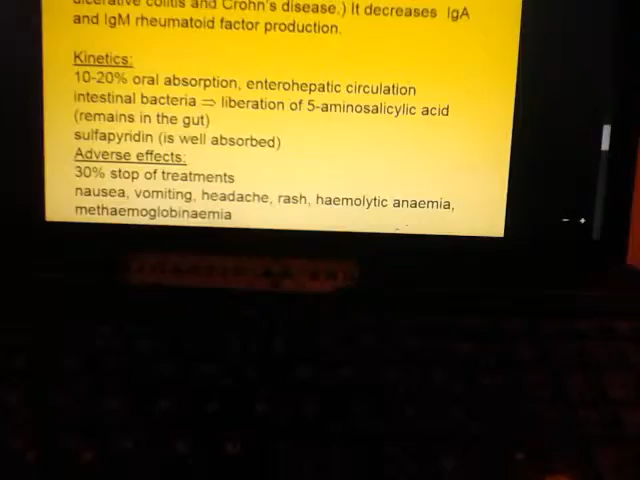 ulcerative colitis and Crohn's disease.) It decreases IgA
and IgM rheumatoid factor production.
Kinetics:
10-20% oral absorption, enterohepatic circulation
intestinal bacteria ⇒ liberation of 5-aminosalicylic acid
(remains in the gut)
sulfapyridin (is well absorbed)
Adverse effects:
30% stop of treatments
nausea, vomiting, headache, rash, haemolytic anaemia,
methaemoglobinaemia